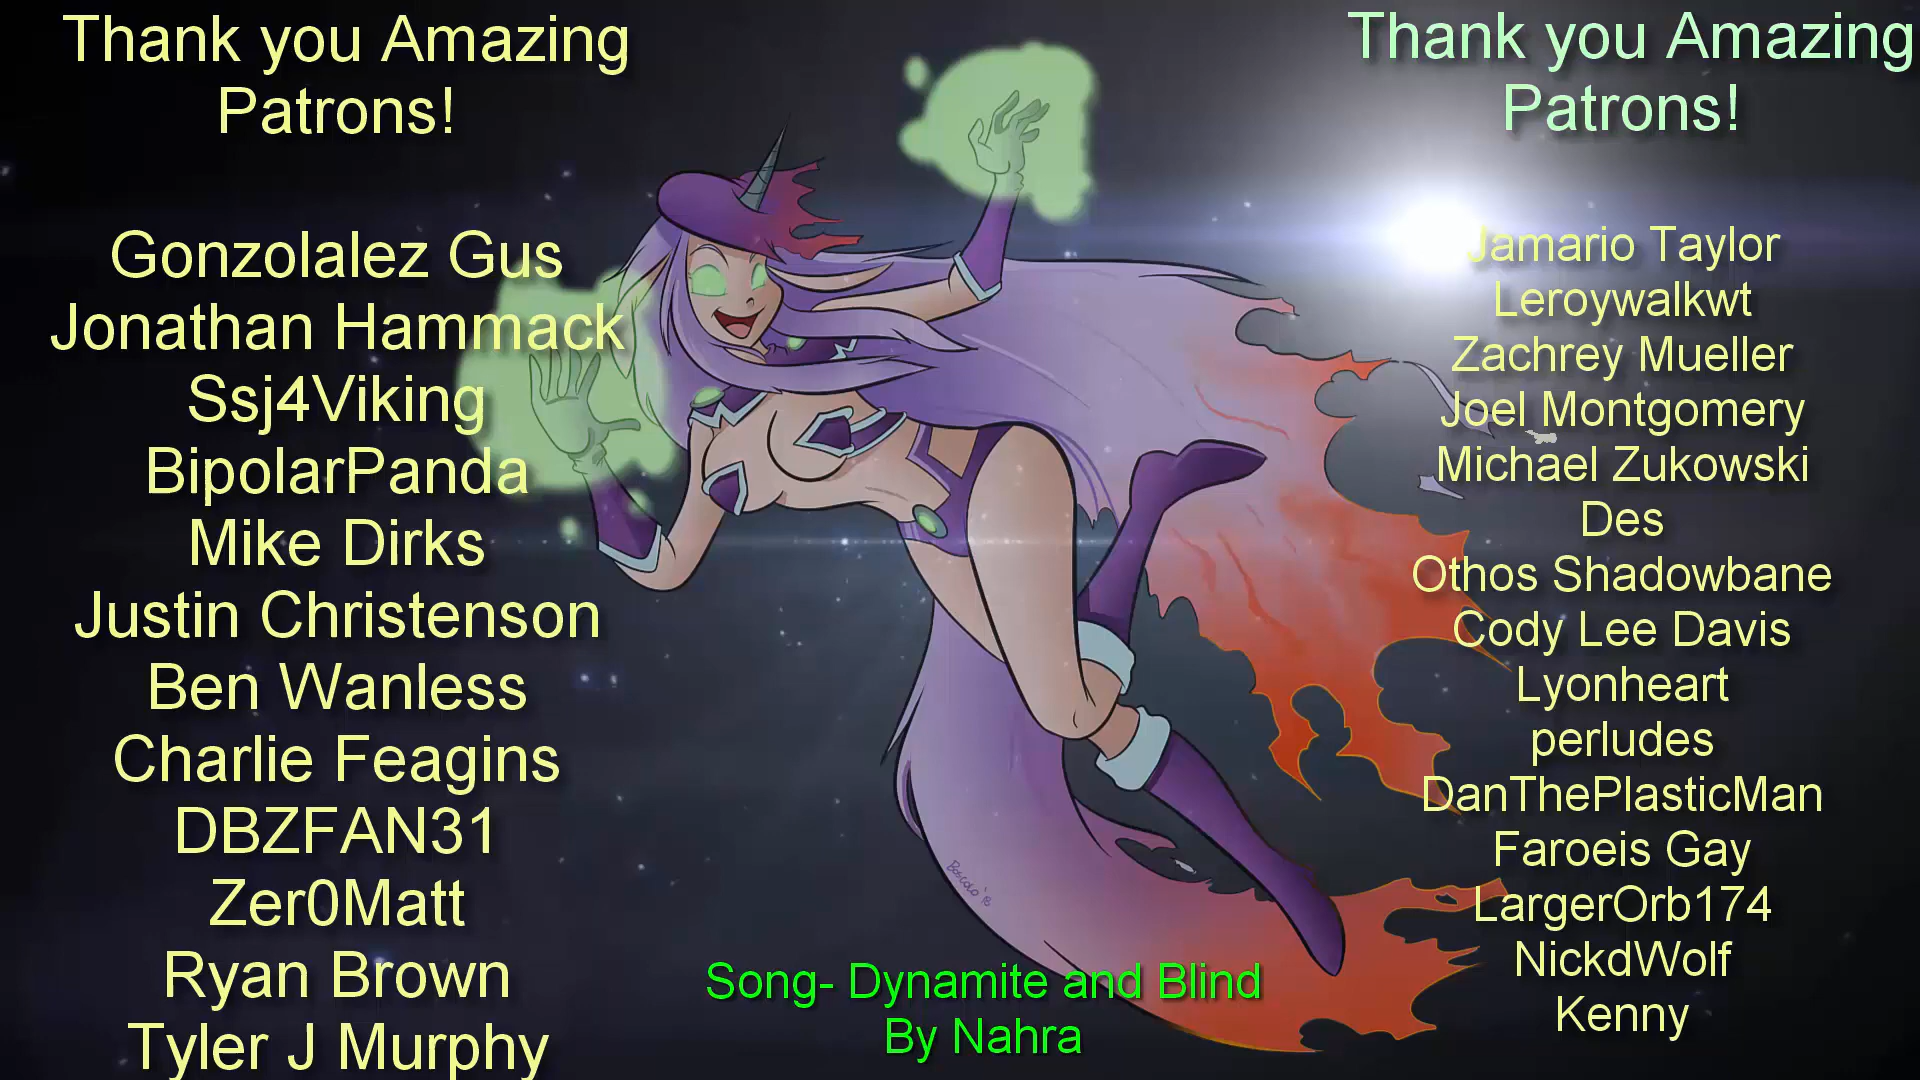 Thank you Amazing
Patrons!
Gonzolalez Gus
Jonathan Hammack
Ssj4Viking
BipolarPanda
Mike Dirks
Justin Christenson
Ben Wanless
Charlie Feagins
DBZFAN31
Zer0Matt
Ryan Brown
Tyler J Murphy
Thank you Amazing
Patrons!
Jamario Taylor
Leroywalkwt
Zachrey Mueller
Joel Montgomery
Michael Zukowski
Des
Othos Shadowbane
Cody Lee Davis
Lyonheart
perludes
DanThePlasticMan
Faroeis Gay
LargerOrb174
NickdWolf
Kenny
Song- Dynamite and Blind
By Nahra